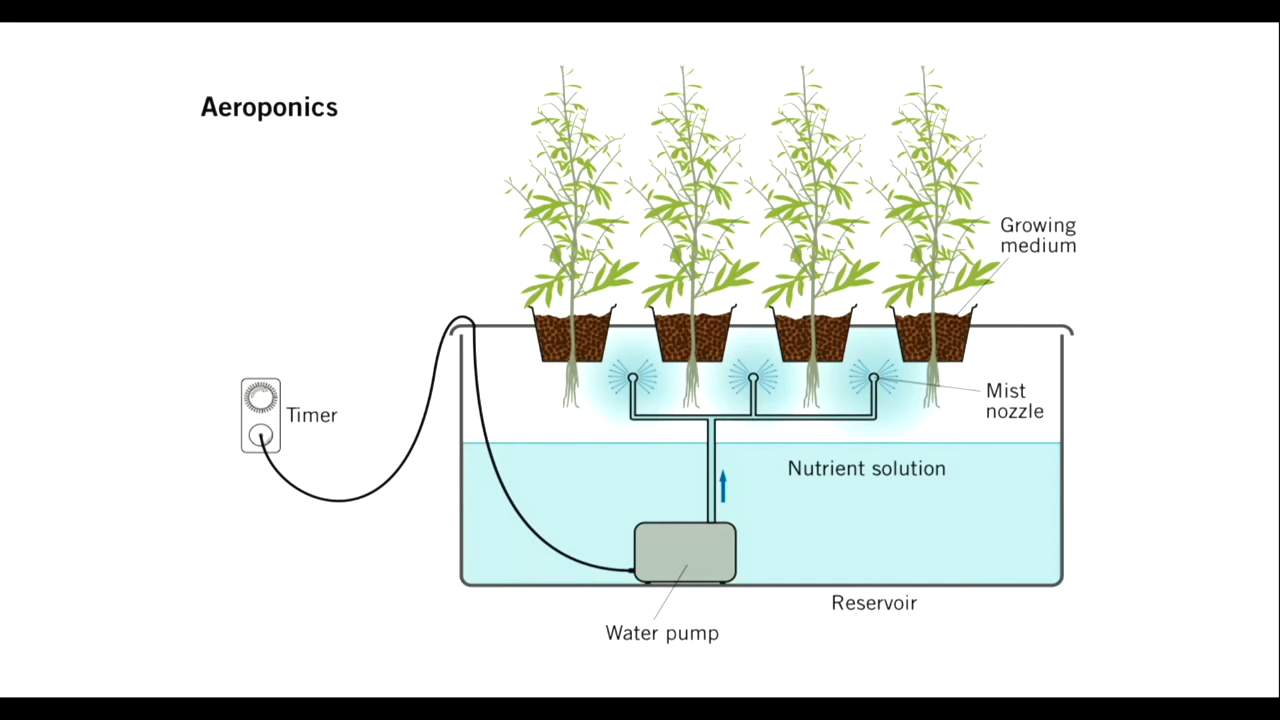 Aeroponics
Growing
medium
Timer
Mist
nozzle
Nutrient solution
Reservoir
Water pump